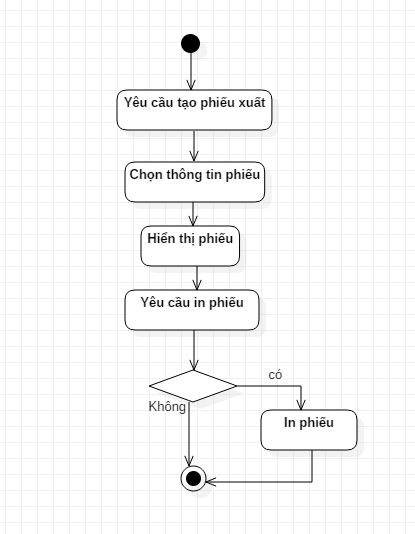 Yêu cầu tạo phiếu xuất
Chọn thông tin phiếu
Hiển thị phiếu
Yêu cầu in phiếu
có
Không
In phiếu